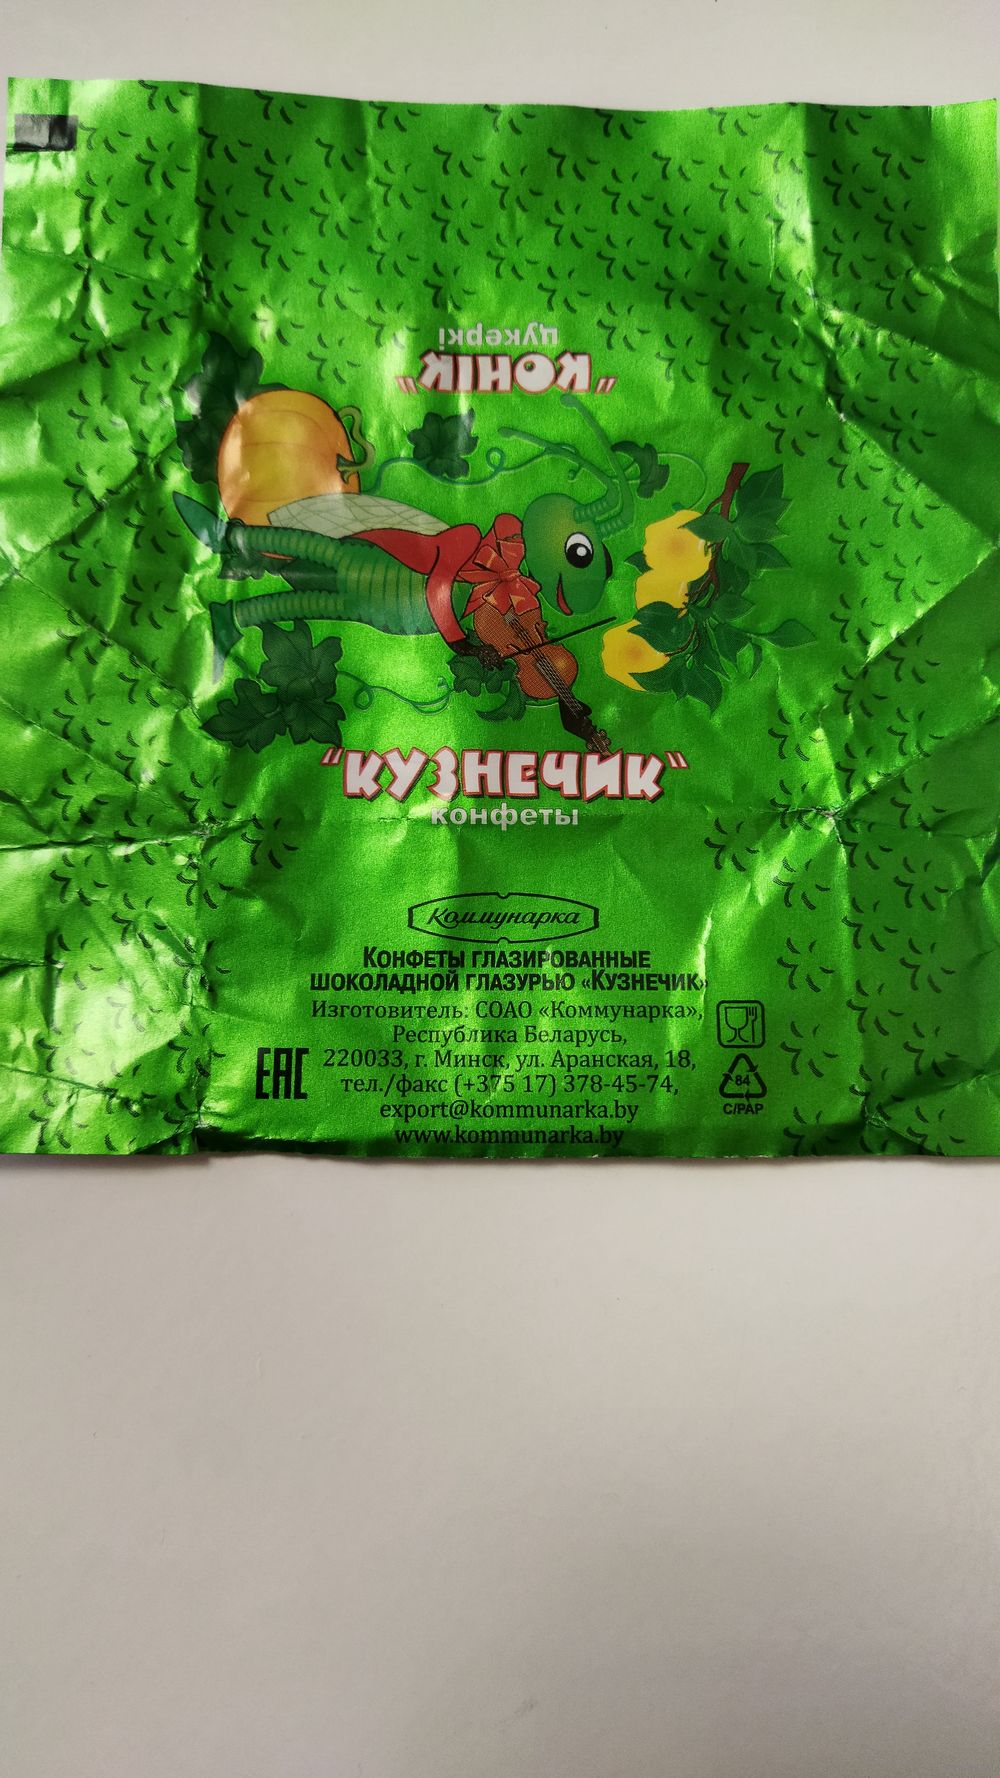 цукеркі
"КОНІК"
"КУЗНЕЧИК"
конфеты
Коммунарка
КОНФЕТЫ ГЛАЗИРОВАННЫЕ
ШОКОЛАДНОЙ ГЛАЗУРЬЮ «КУЗНЕЧИК»
Изготовитель: СОАО «Коммунарка»,
Республика Беларусь,
220033, г. Минск, ул. Аранская, 18,
тел./факс (+375 17) 378-45-74,
export@kommunarka.by
www.kommunarka.by
EAC
84
C/PAP